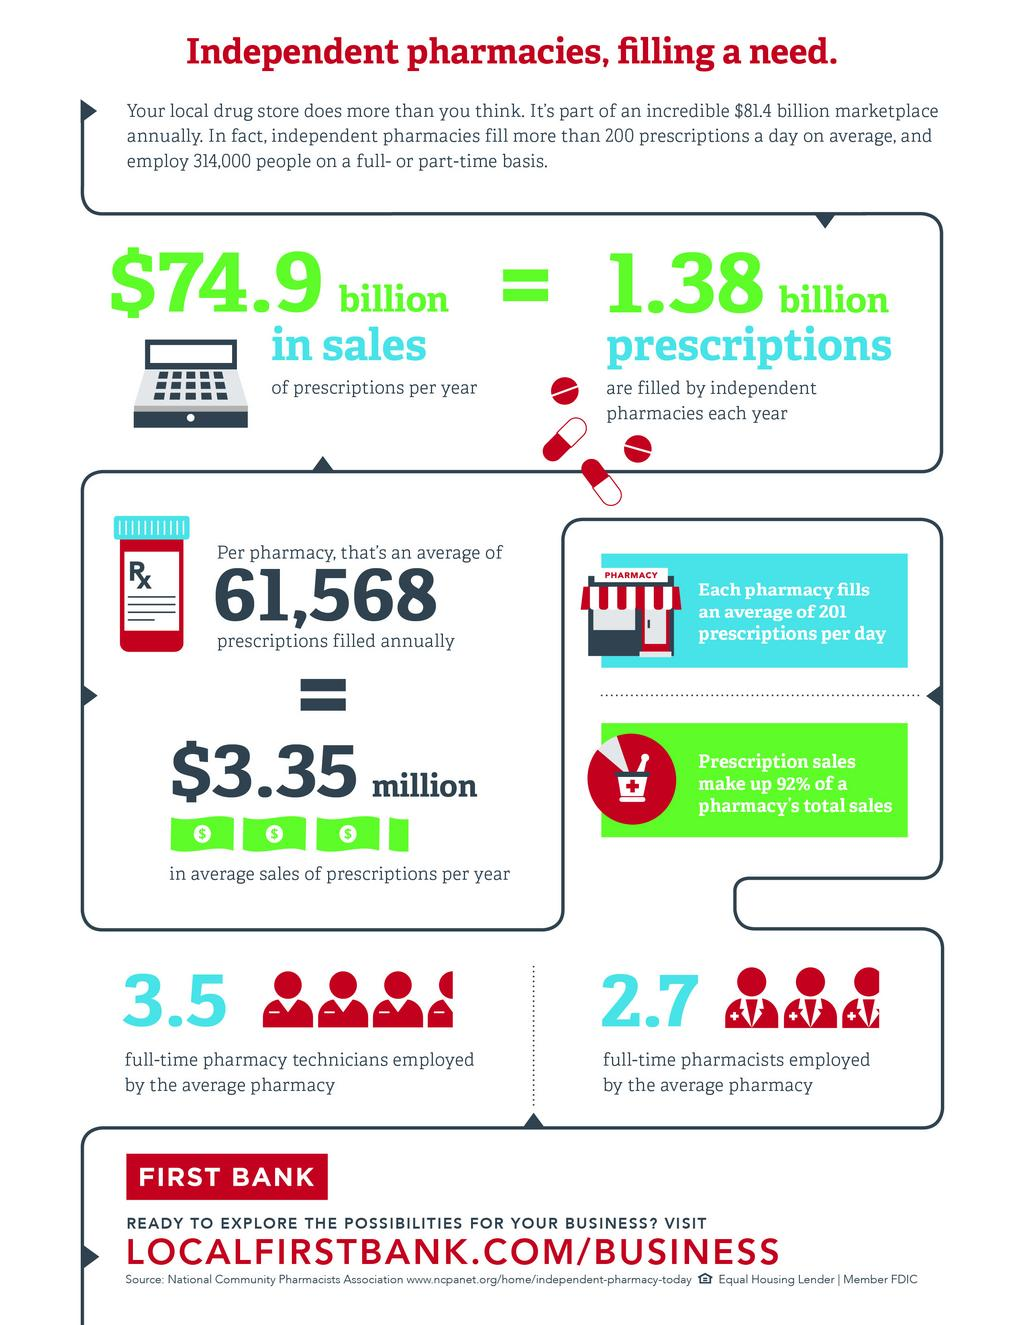 Independent pharmacies, filling a need.
Your local drug store does more than you think. It's part of an incredible $81.4 billion marketplace
annually. In fact, independent pharmacies fill more than 200 prescriptions a day on average, and
employ 314,000 people on a full- or part-time basis.
$74.9 billion
in sales
of prescriptions per year
=
1.38 billion
prescriptions
are filled by independent
pharmacies each year
Rx
Per pharmacy, that's an average of
61,568
prescriptions filled annually
=
$3.35 million
$ $ $
in average sales of prescriptions per year
PHARMACY
Each pharmacy fills
an average of 201
prescriptions per day
Prescription sales
make up 92% of a
pharmacy's total sales
3.5
full-time pharmacy technicians employed
by the average pharmacy
2.7
full-time pharmacists employed
by the average pharmacy
FIRST BANK
READY TO EXPLORE THE POSSIBILITIES FOR YOUR BUSINESS? VISIT
LOCALFIRSTBANK.COM/BUSINESS
Source: National Community Pharmacists Association www.ncpanet.org/home/independent-pharmacy-today Equal Housing Lender | Member FDIC